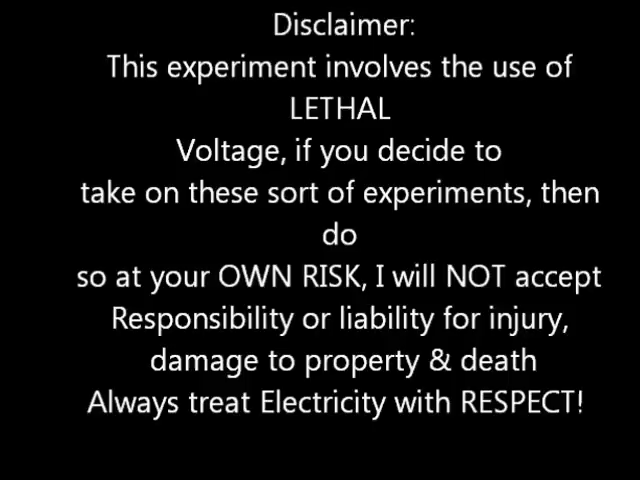 Disclaimer:
This experiment involves the use of
LETHAL
Voltage, if you decide to
take on these sort of experiments, then
do
so at your OWN RISK, I will NOT accept
Responsibility or liability for injury,
damage to property & death
Always treat Electricity with RESPECT!